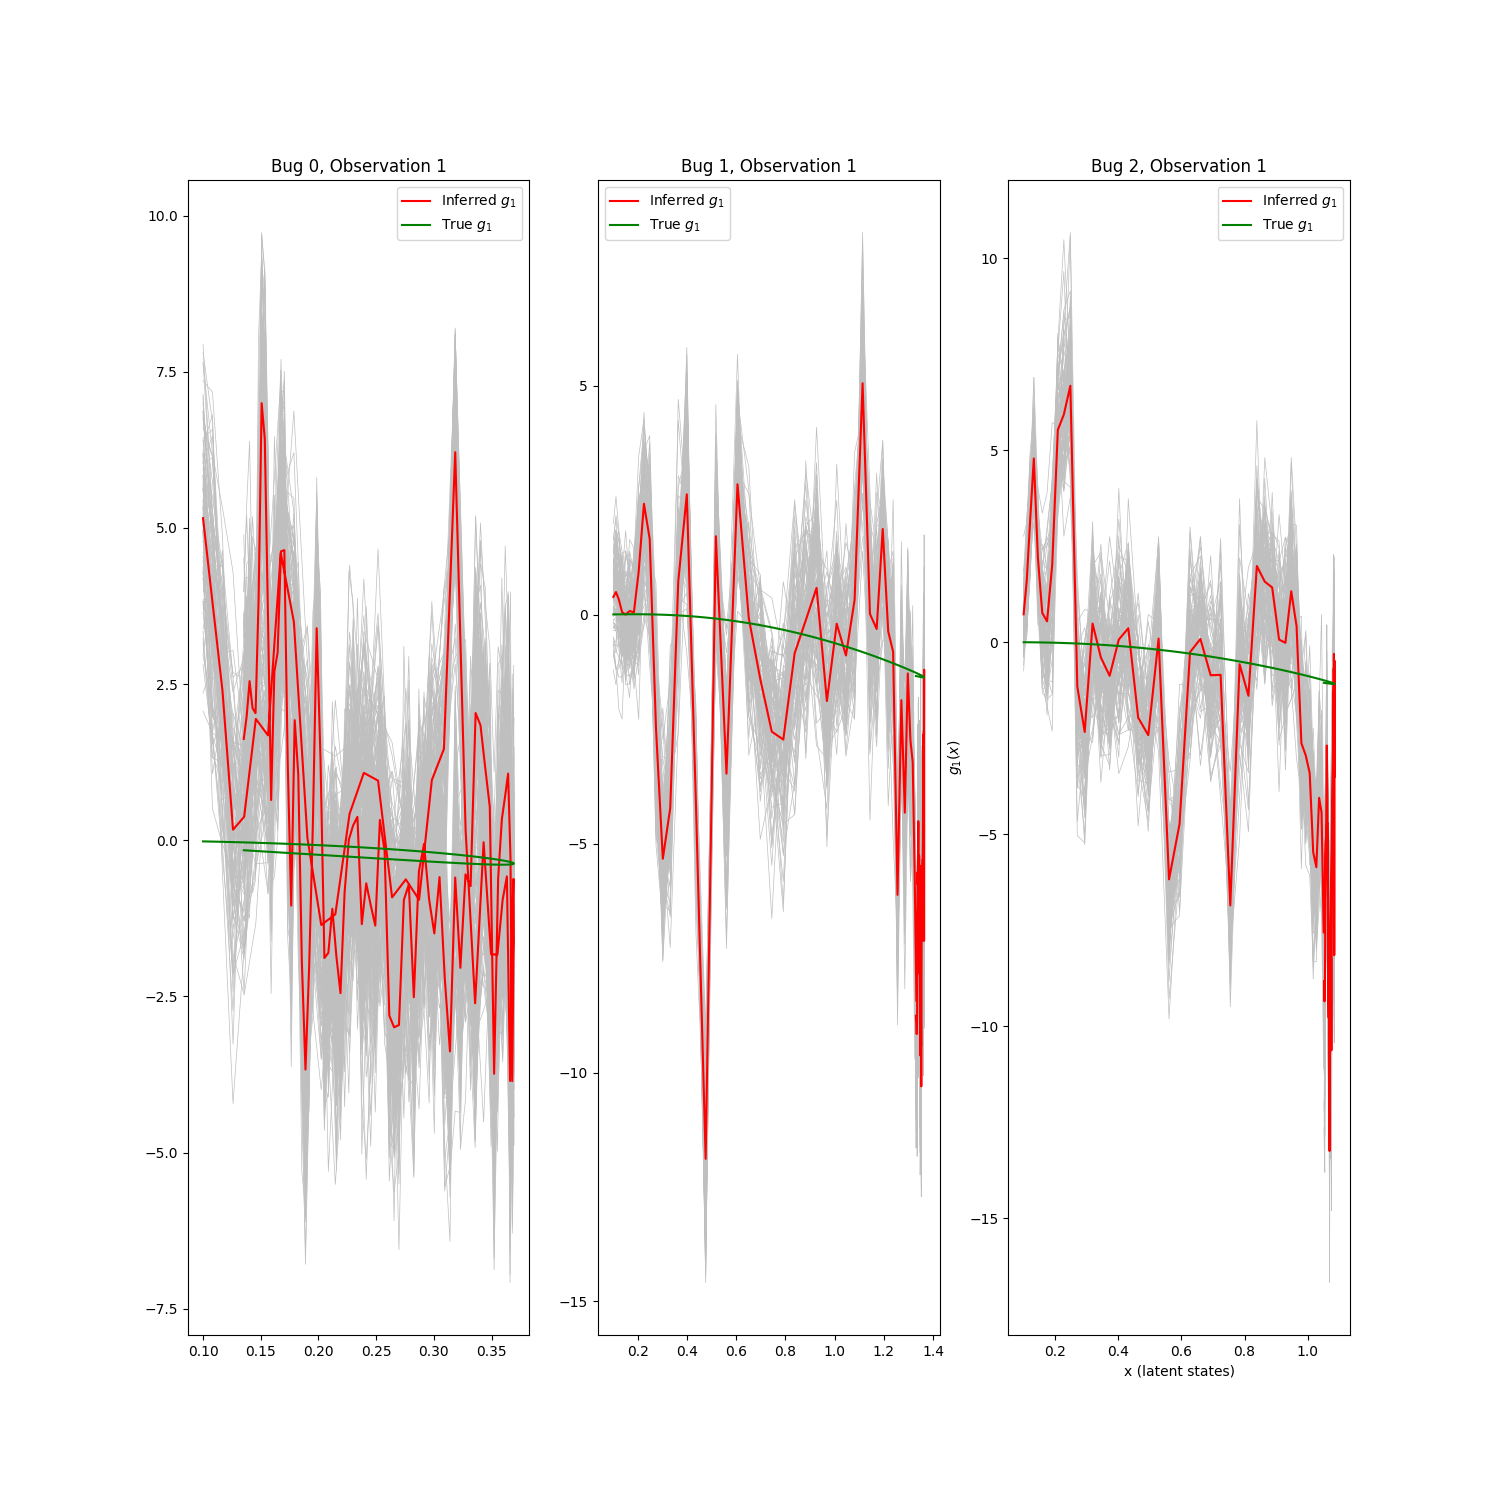 Bug 0, Observation 1
Inferred g₁
True g₁
10.0
7.5
5.0
2.5
0.0
−2.5
−5.0
−7.5
0.10 0.15 0.20 0.25 0.30 0.35
Bug 1, Observation 1
Inferred g₁
True g₁
5
0
−5
−10
−15
0.2 0.4 0.6 0.8 1.0 1.2 1.4
Bug 2, Observation 1
Inferred g₁
True g₁
g₁(x)
10
5
0
−5
−10
−15
0.2 0.4 0.6 0.8 1.0
x (latent states)